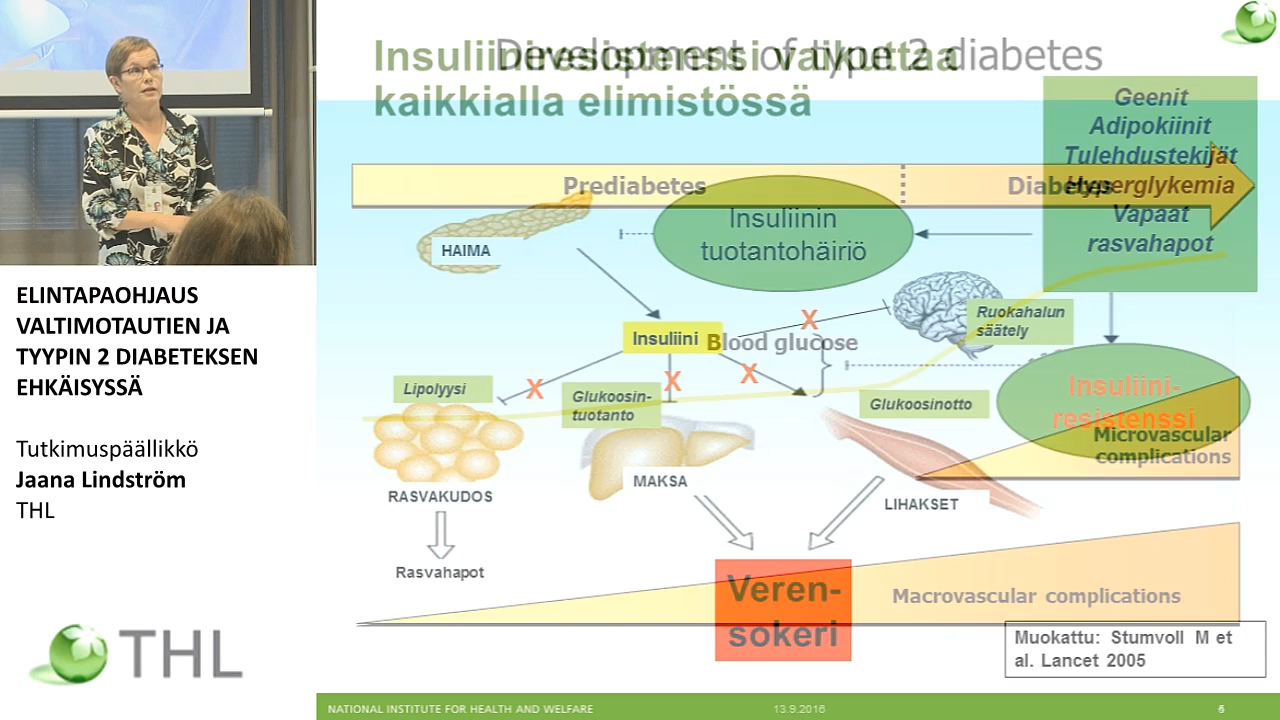 ELINTAPAOHJAUS
VALTIMOTAUTIEN JA
TYYPIN 2 DIABETEKSEN
EHKÄISYSSÄ
Tutkimuspäällikkö
Jaana Lindström
THL
THL
Insuliiniresistenssi vaikuttaa
kaikkialla elimistössä
Development of type 2 diabetes
Geenit
Adipokiinit
Tulehdustekijät
Hyperglykemia
Vapaat
rasvahapot
Prediabetes
Diabetes
Insuliinin
tuotantohäiriö
HAIMA
Ruokahalun
säätely
X
Insuliini
Blood glucose
X
X
X
Lipolyysi
Glukoosin-
tuotanto
Glukoosinotto
Insuliini-
resistenssi
Microvascular
complications
RASVAKUDOS
MAKSA
LIHAKSET
Rasvahapot
Veren-
sokeri
Macrovascular complications
Muokattu: Stumvoll M et
al. Lancet 2005
NATIONAL INSTITUTE FOR HEALTH AND WELFARE
13.9.2016